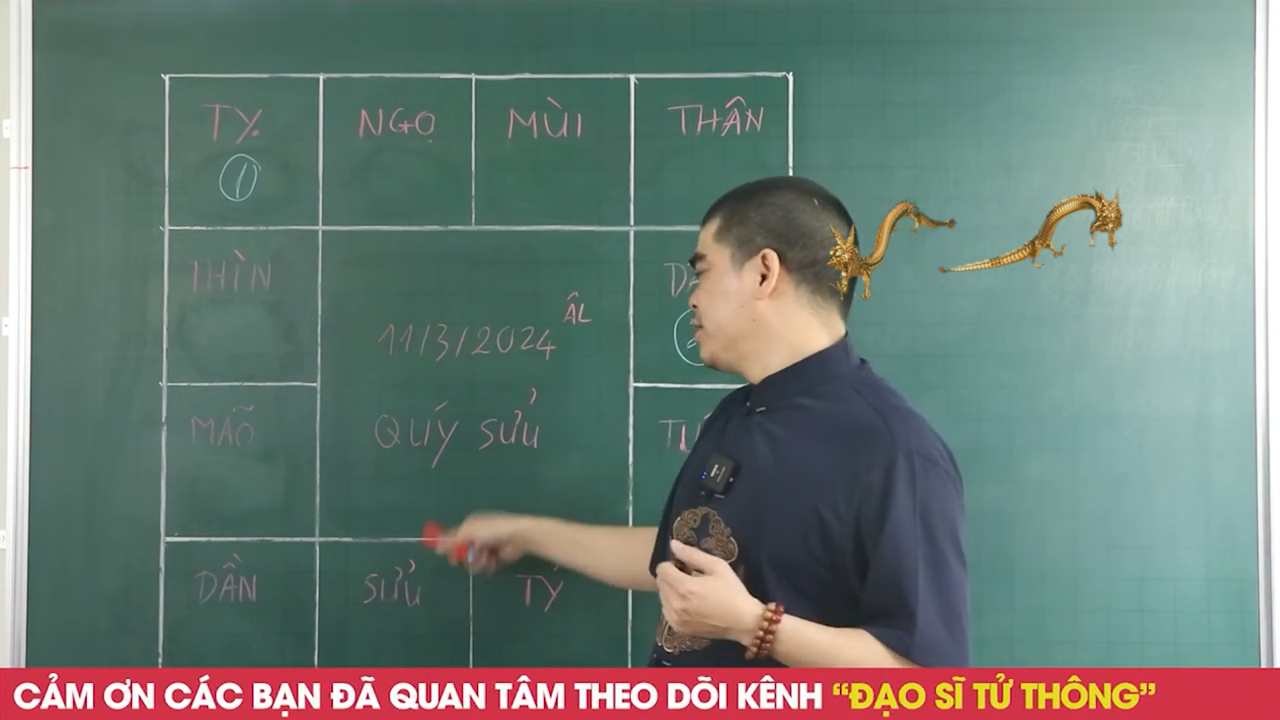 TỴ NGỌ MÙI THÂN
1
THÌN
ÂL
11/3/2024
MÃO QUÝ SỬU
DẦN SỬU TÝ
CẢM ƠN CÁC BẠN ĐÃ QUAN TÂM THEO DÕI KÊNH “ĐẠO SĨ TỬ THÔNG”